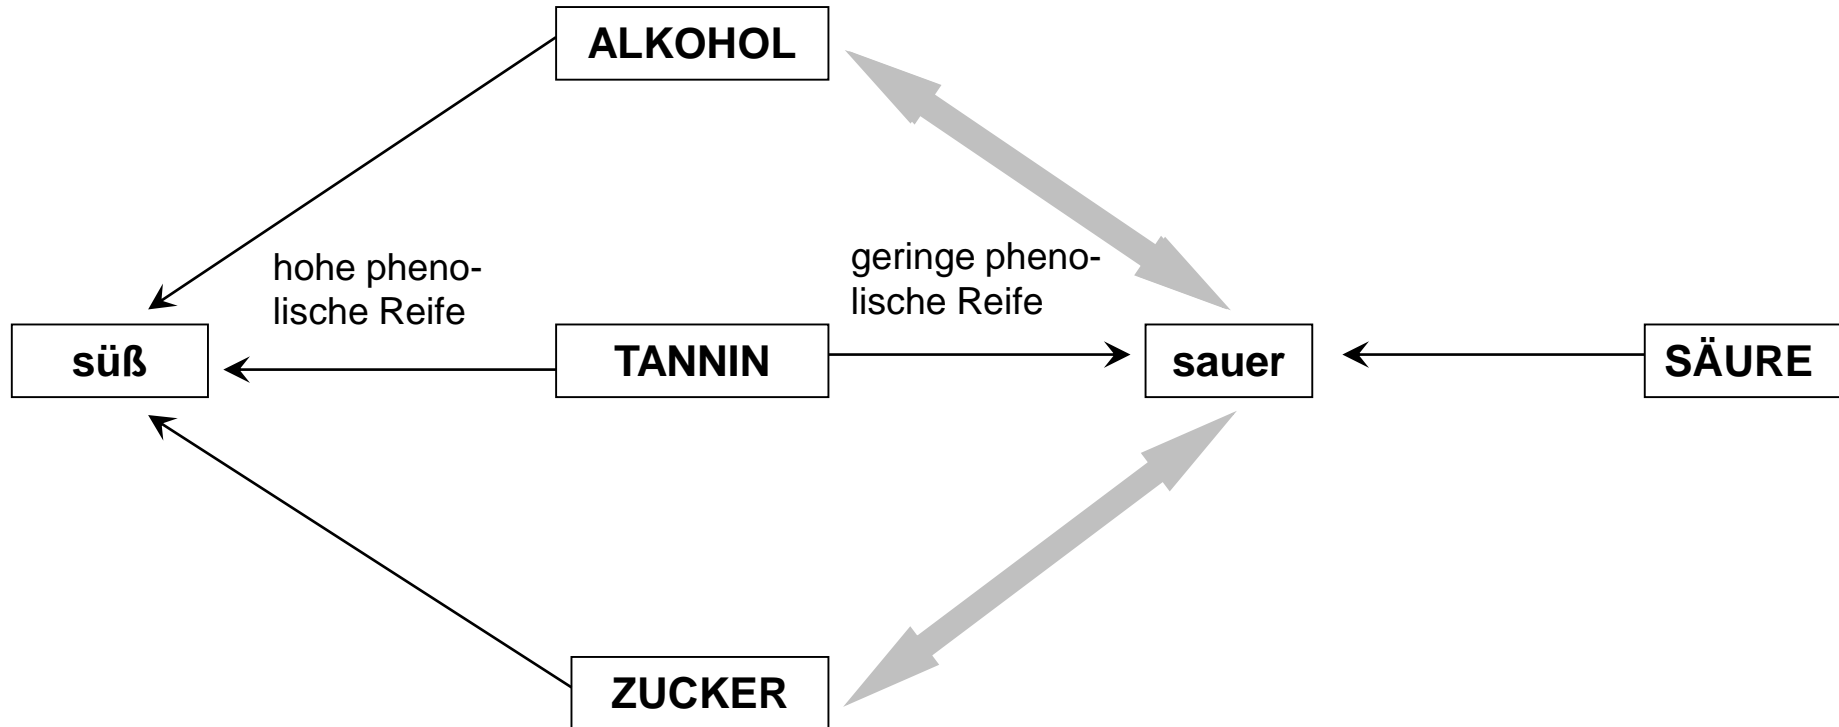 ALKOHOL
hohe pheno-
lische Reife
geringe pheno-
lische Reife
süß
TANNIN
sauer
SÄURE
ZUCKER